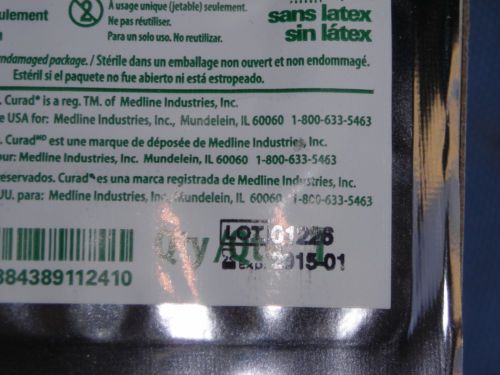 ulement
À usage unique (jetable) seulement.
Ne pas réutiliser.
Para un solo uso. No reutilizar.
sans latex
sin látex
ndamaged package. / Stérile dans un emballage non ouvert et non endommagé.
Estéril si el paquete no fue abierto ni está estropeado.
. Curad® is a reg. TM. of Medline Industries, Inc.
e USA for: Medline Industries, Inc., Mundelein, IL 60060 1-800-633-5463
. Curad MD est une marque de déposée de Medline Industries, Inc.
our: Medline Industries, Inc., Mundelein, IL 60060 1-800-633-5463
eservados. Curad es una marca registrada de Medline Industries, Inc.
UU. para: Medline Industries, Inc., Mundelein, IL 60060 1-800-633-5463
LOT 01226
EXP. 2015-01
384389112410